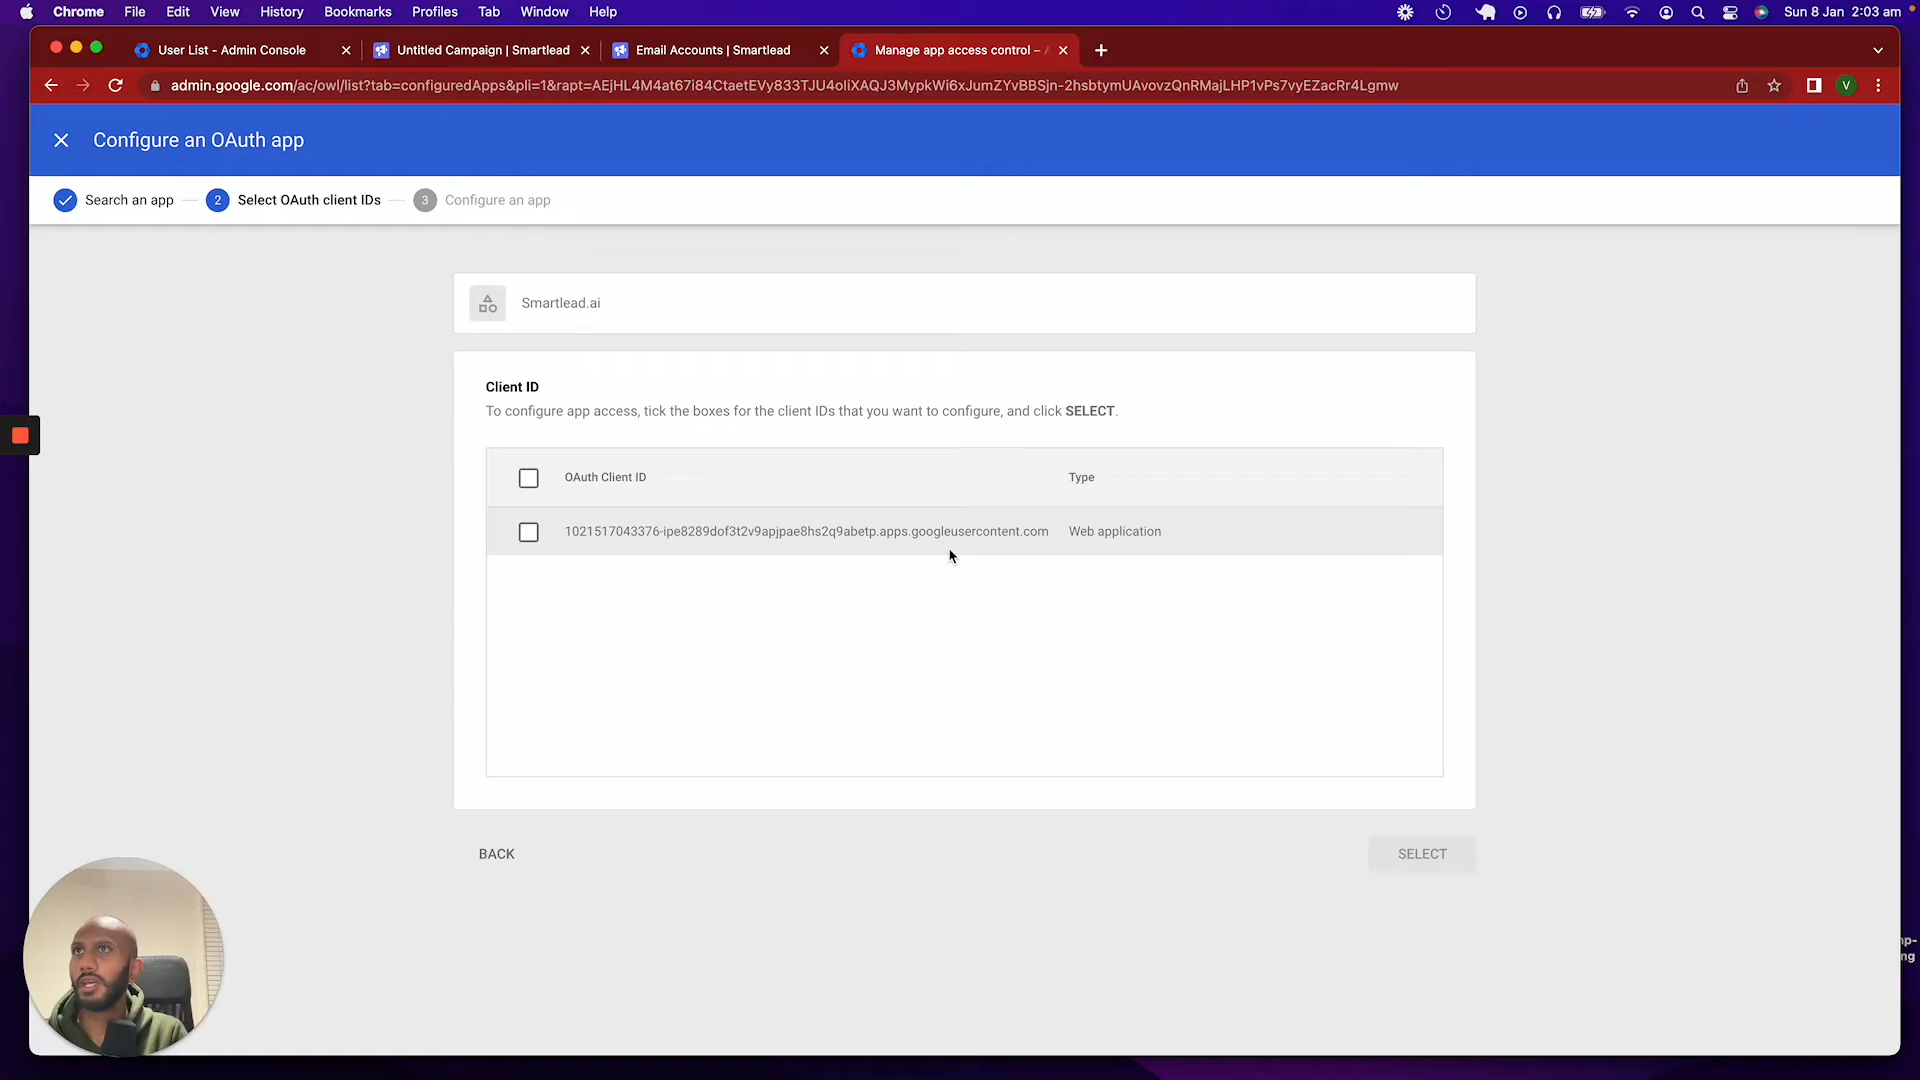 Chrome File Edit View History Bookmarks Profiles Tab Window Help Sun 8 Jan 2:03 am
User List - Admin Console Untitled Campaign | Smartlead Email Accounts | Smartlead Manage app access control –
admin.google.com/ac/owl/list?tab=configuredApps&pli=1&rapt=AEjHL4M4at67i84CtaetEVy833TJU4oliXAQJ3MypkWi6xJumZYvBBSjn-2hsbtymUAvovzQnRMajLHP1vPs7vyEZacRr4Lgmw V
Configure an OAuth app
Search an app 2 Select OAuth client IDs 3 Configure an app
Smartlead.ai
Client ID
To configure app access, tick the boxes for the client IDs that you want to configure, and click SELECT.
OAuth Client ID Type
1021517043376-ipe8289dof3t2v9apjpae8hs2q9abetp.apps.googleusercontent.com Web application
BACK SELECT